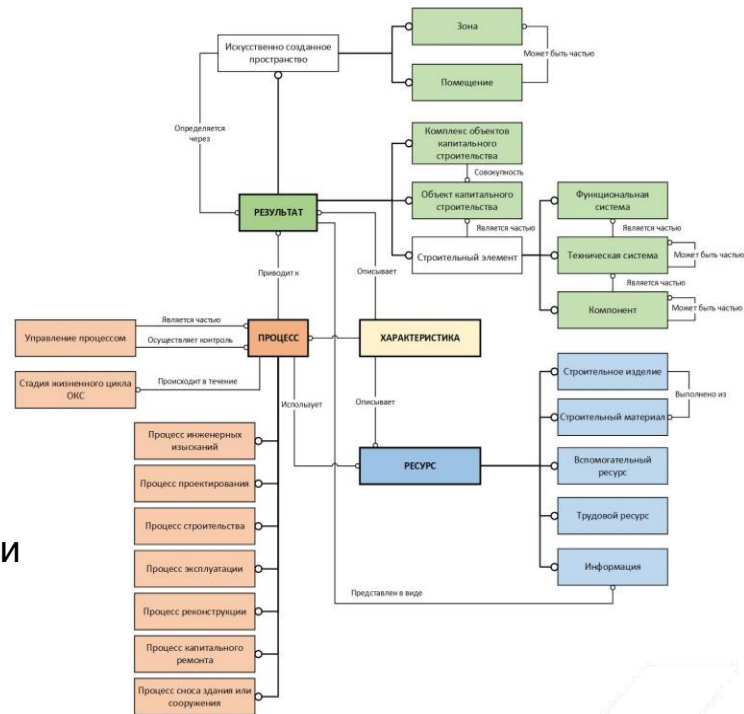 Зона
Искусственно созданное
пространство
Может быть частью
Помещение
Определяется
через
Комплекс объектов
капитального
строительства
Совокупность
Объект капитального
строительства
Функциональная
система
РЕЗУЛЬТАТ
Является частью
Является частью
Строительный элемент
Техническая система
Может быть частью
Приводит к
Описывает
Является частью
Компонент
Может быть частью
Является частью
Управление процессом
ПРОЦЕСС
ХАРАКТЕРИСТИКА
Осуществляет контроль
Стадия жизненного цикла
ОКС
Происходит в течение
Строительное изделие
Использует
Описывает
Выполнено из
Строительный материал
Процесс инженерных
изысканий
РЕСУРС
Вспомогательный
ресурс
Процесс проектирования
Процесс строительства
Трудовой ресурс
и
Процесс эксплуатации
Информация
Представлен в виде
Процесс реконструкции
Процесс капитального
ремонта
Процесс сноса здания или
сооружения